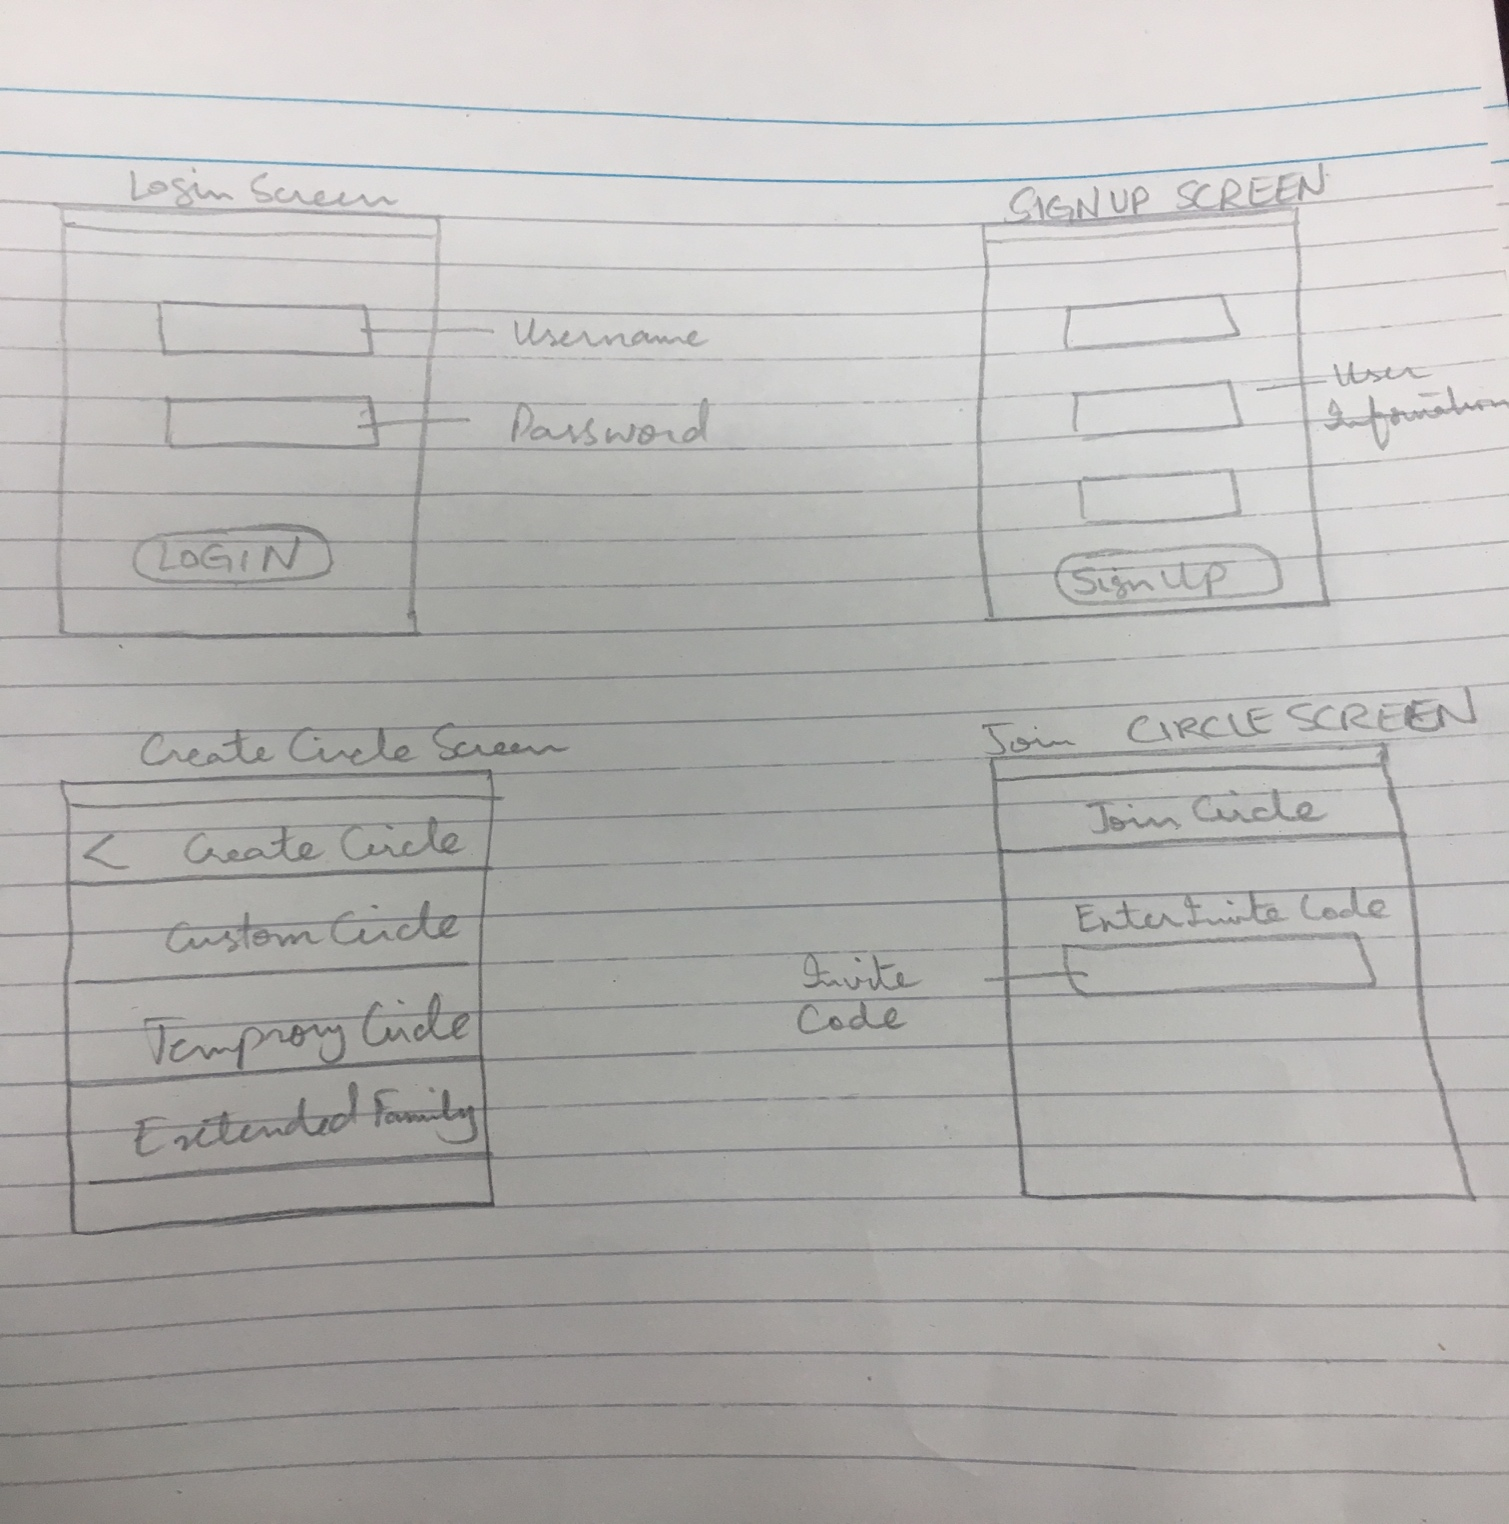 Login Screen
Username
Password
LOGIN
SIGNUP SCREEN
User
Information
Sign UP
Create Circle Screen
< Create Circle
Custom Circle
Temprory Circle
Extended Family
Join CIRCLE SCREEN
Join Circle
Enter Invite Code
Invite
Code